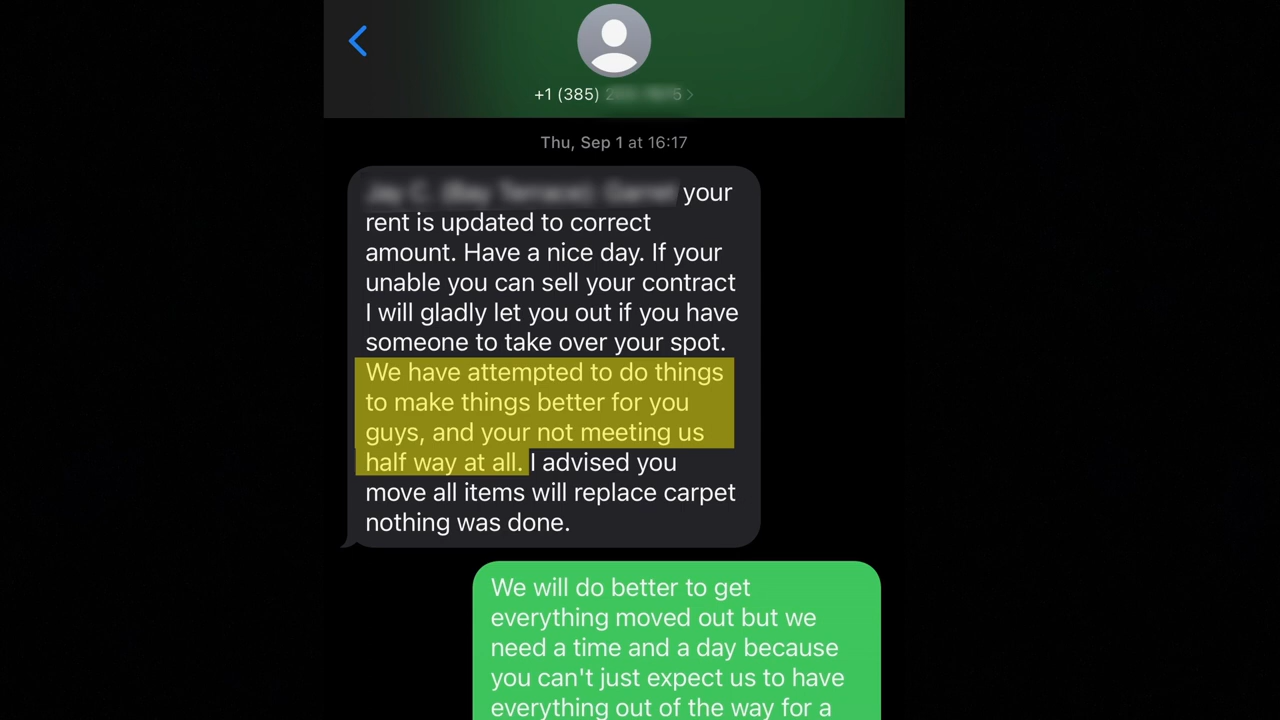 +1 (385)
Thu, Sep 1 at 16:17
your
rent is updated to correct
amount. Have a nice day. If your
unable you can sell your contract
I will gladly let you out if you have
someone to take over your spot.
We have attempted to do things
to make things better for you
guys, and your not meeting us
half way at all. I advised you
move all items will replace carpet
nothing was done.
We will do better to get
everything moved out but we
need a time and a day because
you can't just expect us to have
everything out of the way for a